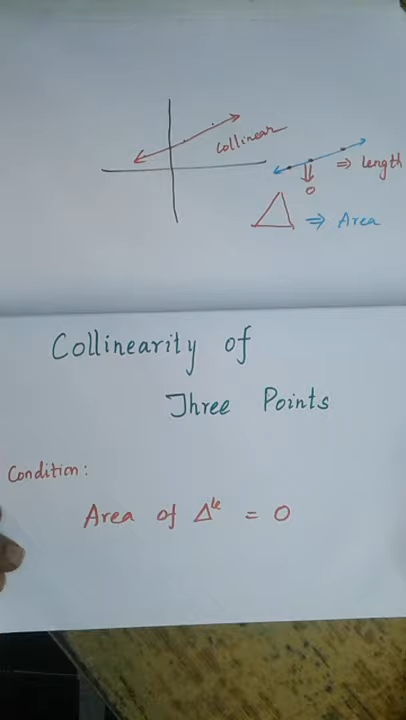 collinear
⇒ length
0
⇒ Area
Collinearity of
Three Points
Condition:
Area of Δle = 0